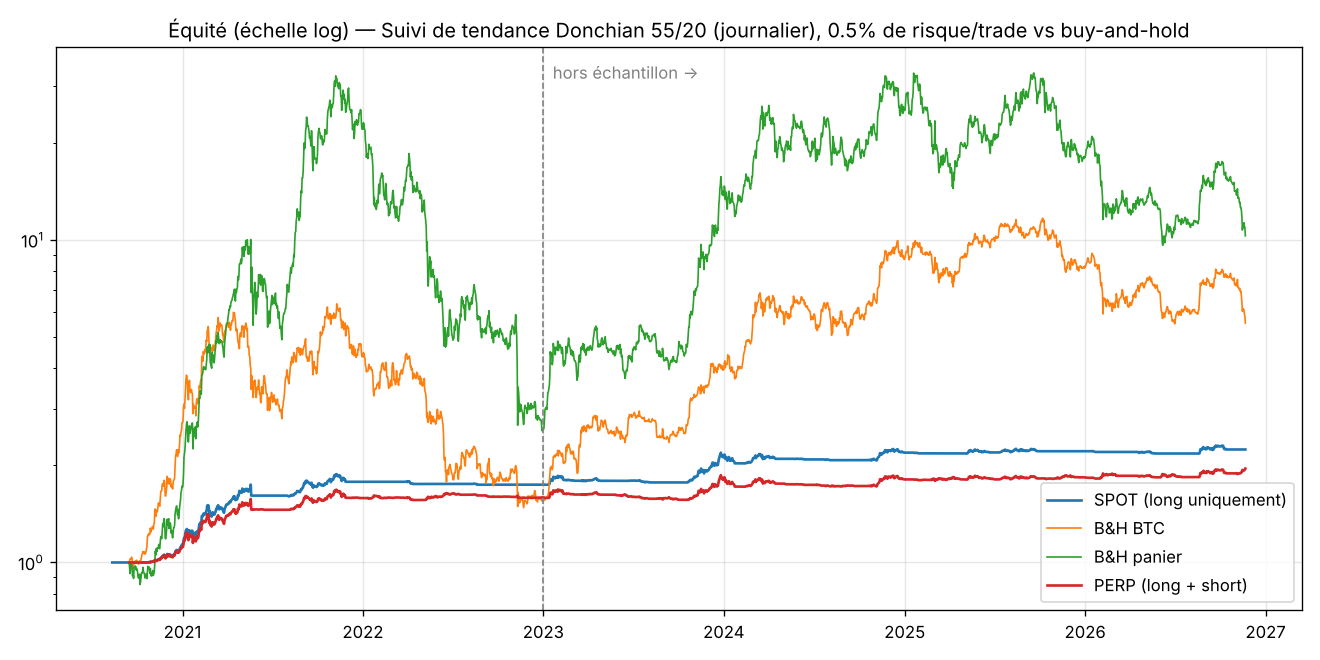 Équité (échelle log) — Suivi de tendance Donchian 55/20 (journalier), 0.5% de risque/trade vs buy-and-hold
hors échantillon →
10¹
10⁰
SPOT (long uniquement)
B&H BTC
B&H panier
PERP (long + short)
2021 2022 2023 2024 2025 2026 2027